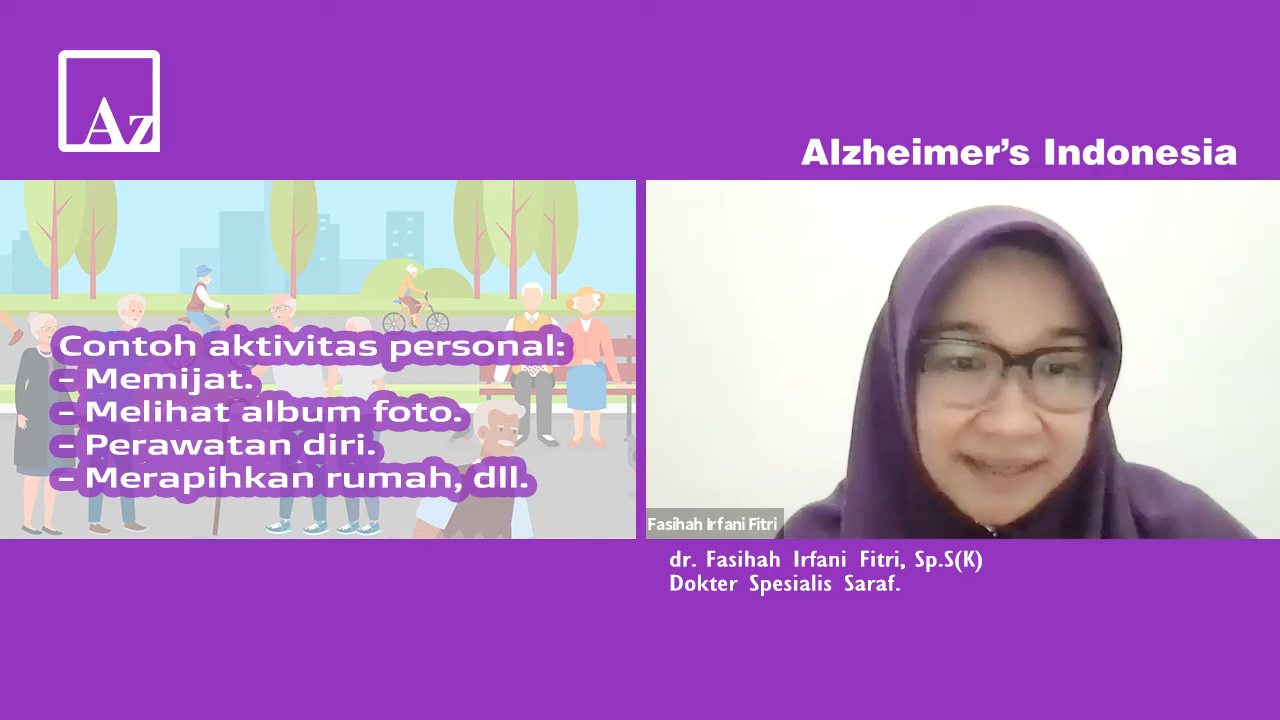 Az
Alzheimer's Indonesia
Contoh aktivitas personal:
- Memijat.
- Melihat album foto.
- Perawatan diri.
- Merapihkan rumah, dll.
Fasihah Irfani Fitri
dr. Fasihah Irfani Fitri, Sp.S(K)
Dokter Spesialis Saraf.